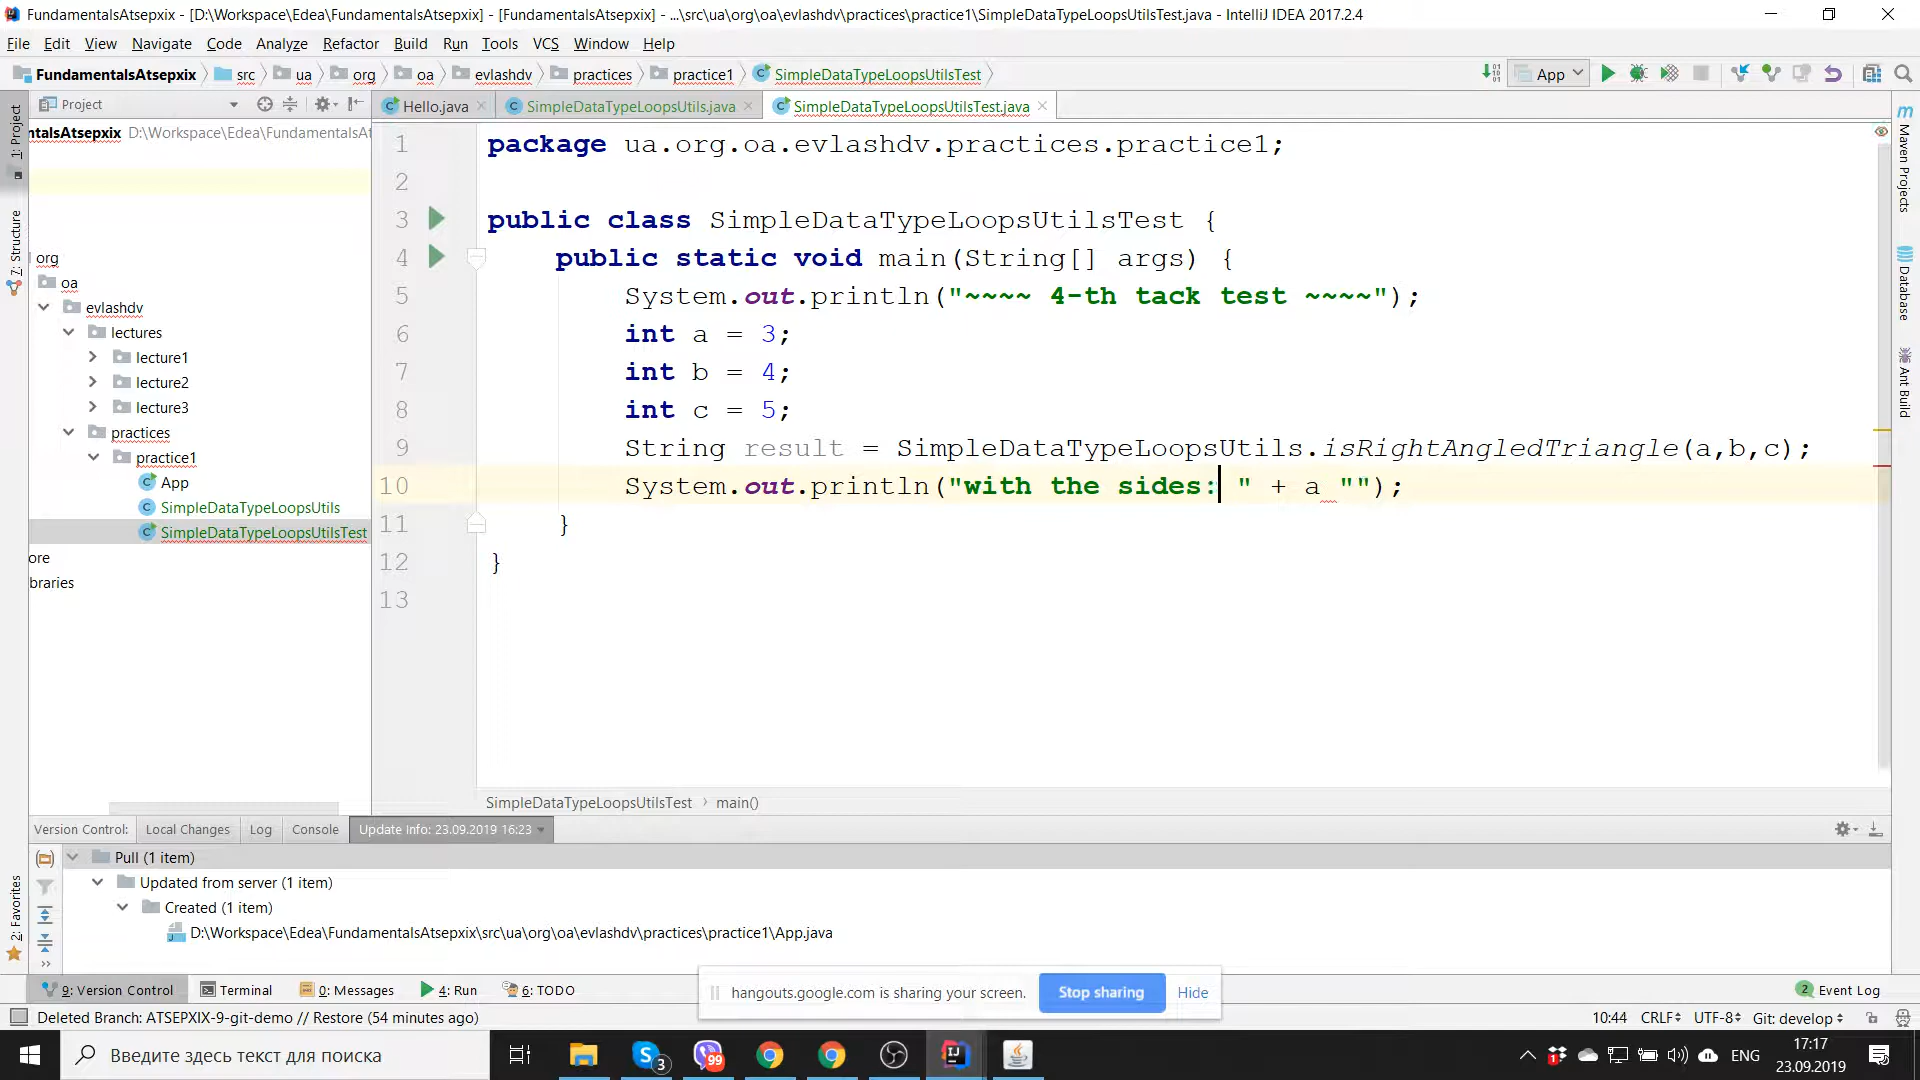 FundamentalsAtsepxix - [D:\Workspace\Edea\FundamentalsAtsepxix] - [FundamentalsAtsepxix] - ...\src\ua\org\oa\evlashdv\practices\practice1\SimpleDataTypeLoopsUtilsTest.java - IntelliJ IDEA 2017.2.4
File Edit View Navigate Code Analyze Refactor Build Run Tools VCS Window Help
FundamentalsAtsepxix src ua org oa evlashdv practices practice1 SimpleDataTypeLoopsUtilsTest App
Project Hello.java SimpleDataTypeLoopsUtils.java SimpleDataTypeLoopsUtilsTest.java
ntalsAtsepxix D:\Workspace\Edea\FundamentalsAt
org
oa
evlashdv
lectures
lecture1
lecture2
lecture3
practices
practice1
App
SimpleDataTypeLoopsUtils
SimpleDataTypeLoopsUtilsTest
ore
braries
1: Project
7: Structure
2: Favorites
1 package ua.org.oa.evlashdv.practices.practice1;
2
3 public class SimpleDataTypeLoopsUtilsTest {
4 public static void main(String[] args) {
5 System.out.println("~~~~ 4-th tack test ~~~~");
6 int a = 3;
7 int b = 4;
8 int c = 5;
9 String result = SimpleDataTypeLoopsUtils.isRightAngledTriangle(a,b,c);
10 System.out.println("with the sides: " + a "");
11 }
12 }
13
Maven Projects
Database
Ant Build
SimpleDataTypeLoopsUtilsTest › main()
Version Control: Local Changes Log Console Update Info: 23.09.2019 16:23
Pull (1 item)
Updated from server (1 item)
Created (1 item)
D:\Workspace\Edea\FundamentalsAtsepxix\src\ua\org\oa\evlashdv\practices\practice1\App.java
9: Version Control Terminal 0: Messages 4: Run 6: TODO 2 Event Log
hangouts.google.com is sharing your screen. Stop sharing Hide
Deleted Branch: ATSEPXIX-9-git-demo // Restore (54 minutes ago) 10:44 CRLF UTF-8 Git: develop
Введите здесь текст для поиска 3 99 IJ 1 ENG 17:17
23.09.2019